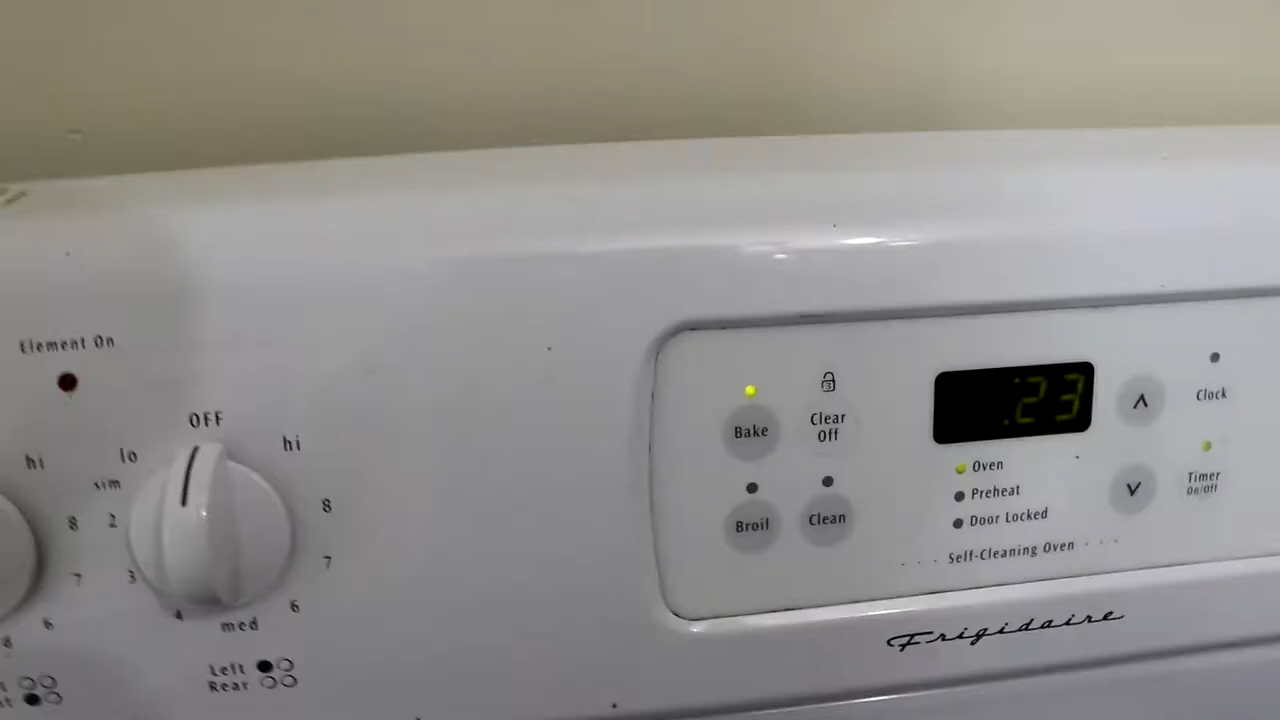 Element On
OFF
hi
lo
sim
2
3
4
med
6
7
8
hi
8
7
6
Left
Rear
Bake
Clear
Off
Broil
Clean
:23
Oven
Preheat
Door Locked
Self-Cleaning Oven
Clock
Timer
On/Off
Frigidaire